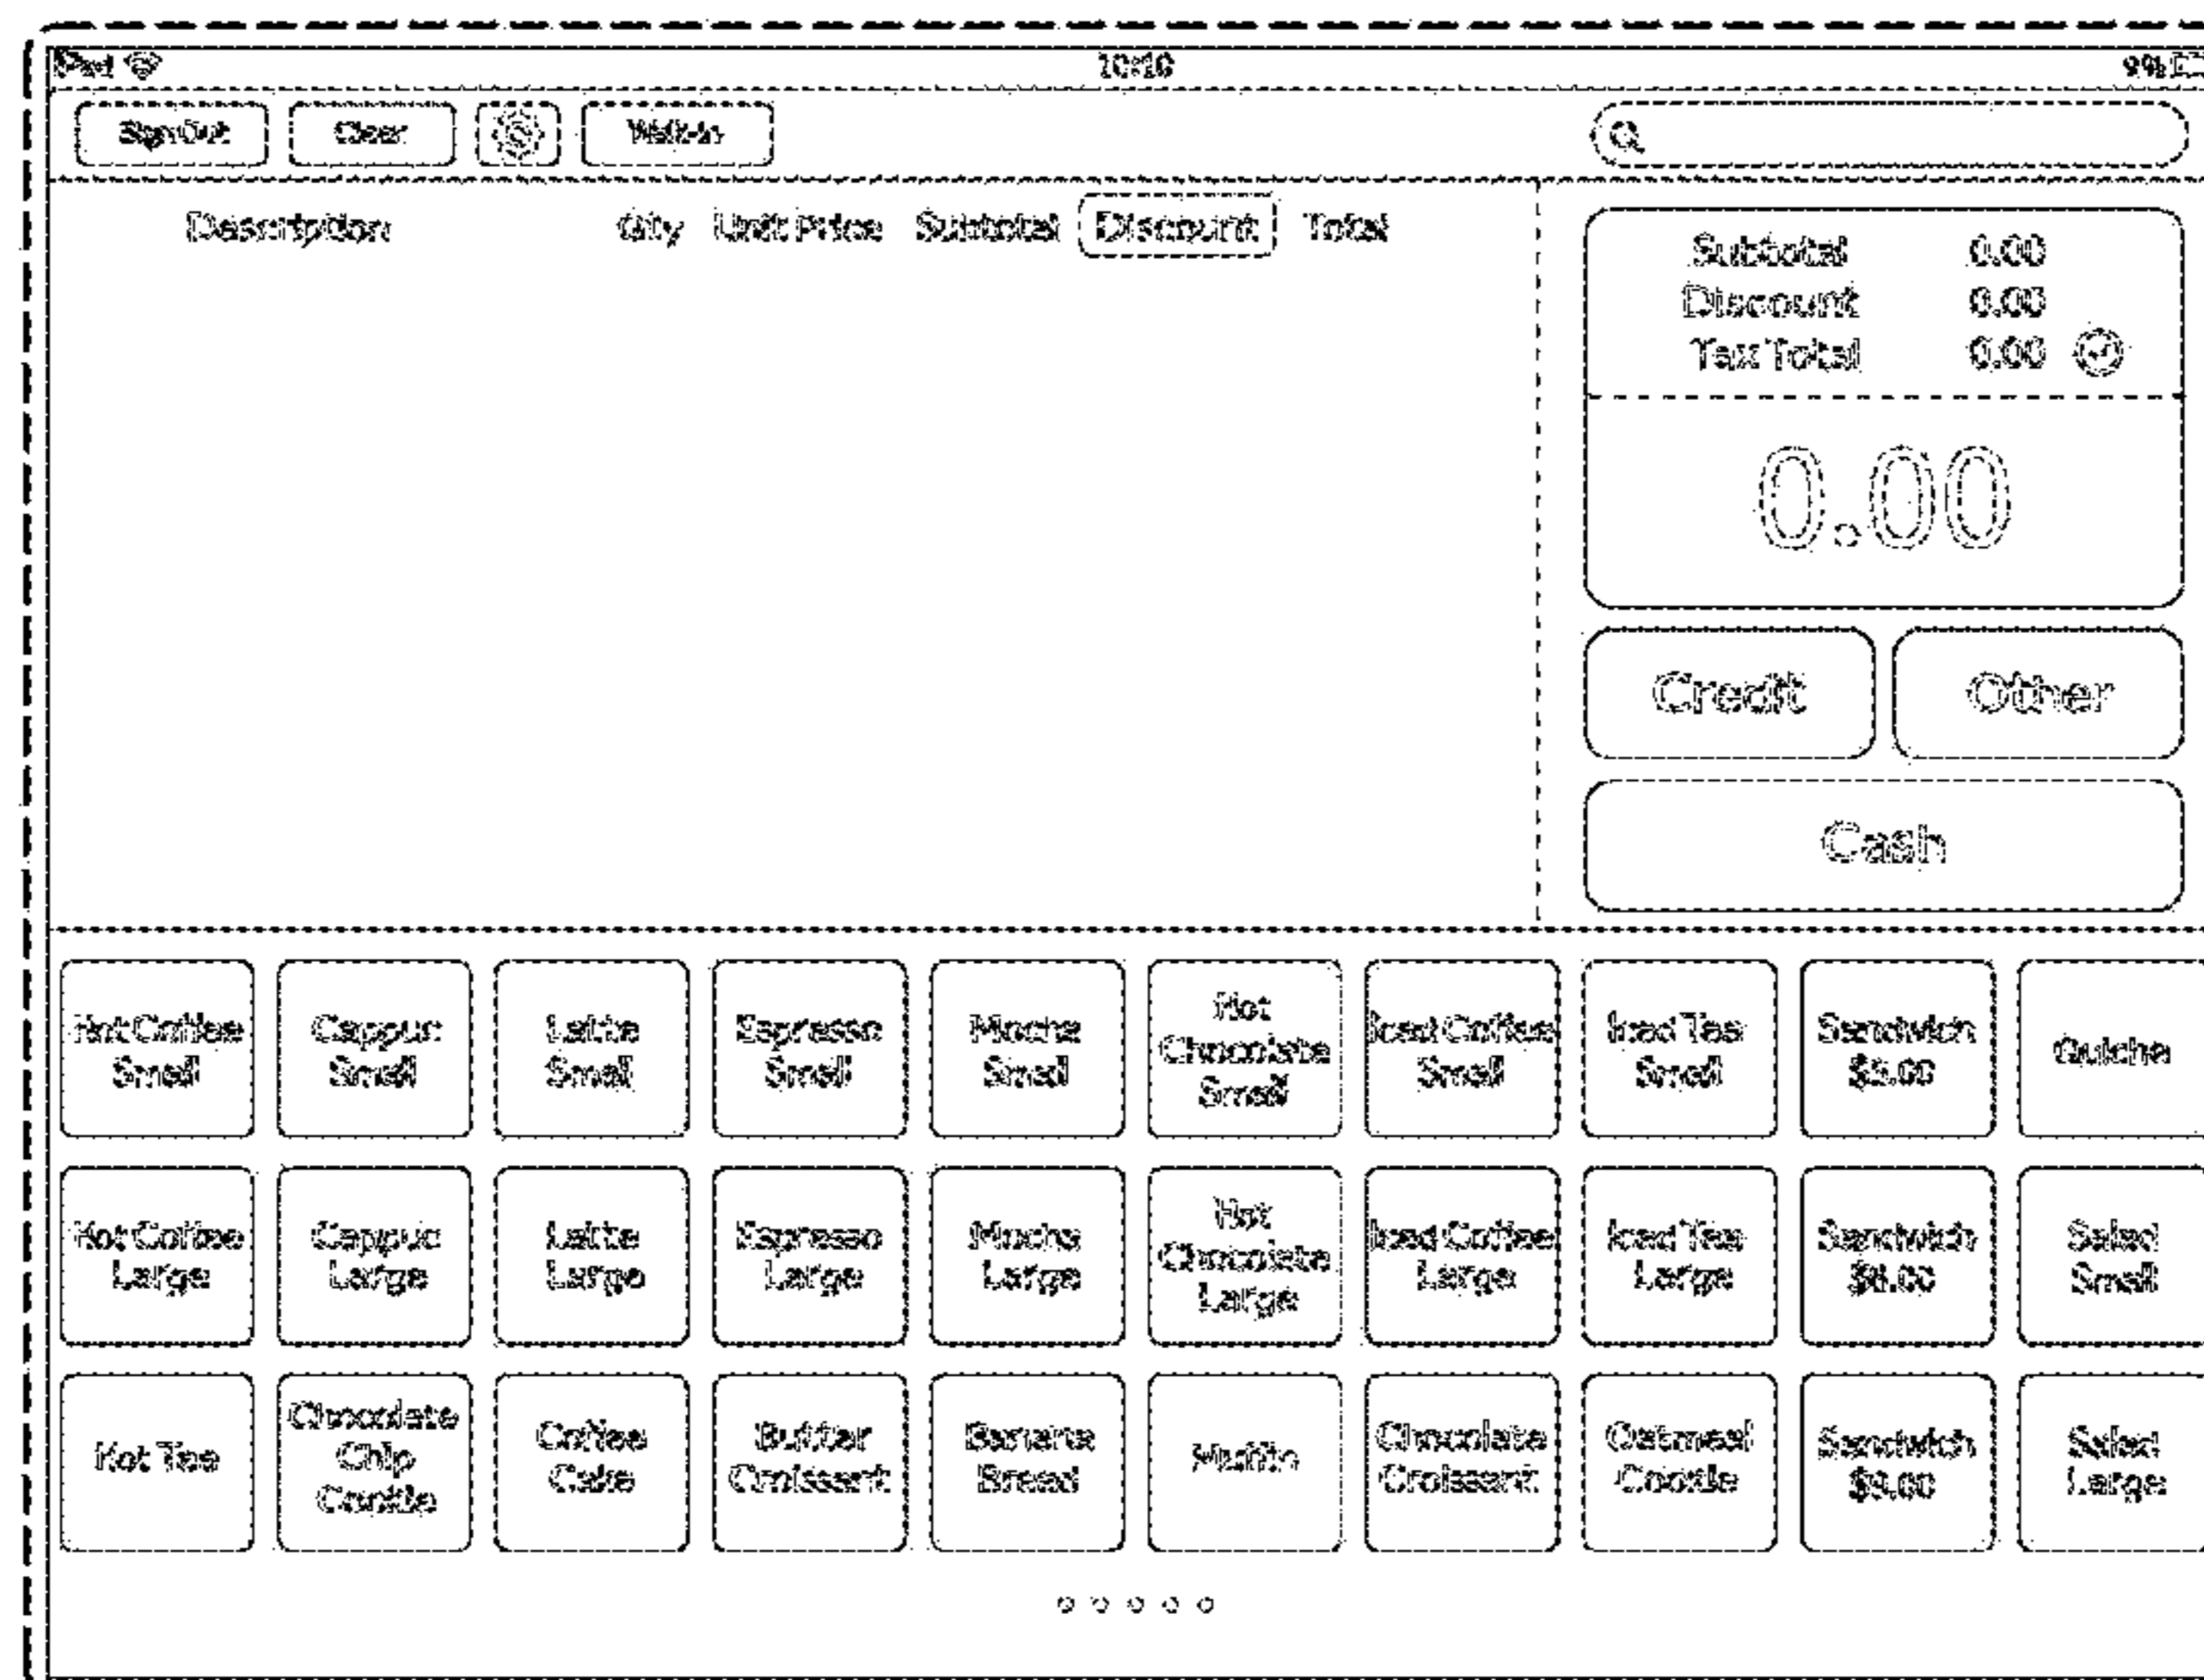 iPad 10:10 9%
Sign Out Clear Walk-In
Description Qty Unit Price Subtotal Discount Total
Subtotal 0.00
Discount 0.00
Tax Total 0.00
0.00
Credit Other
Cash
Hot Coffee Small
Cappuc Small
Latte Small
Espresso Small
Mocha Small
Hot Chocolate Small
Iced Coffee Small
Iced Tea Small
Sandwich
Quiche
Hot Coffee Large
Cappuc Large
Latte Large
Espresso Large
Mocha Large
Hot Chocolate Large
Iced Coffee Large
Iced Tea Large
Sandwich
Salad Small
Hot Tea
Chocolate Chip Cookie
Coffee Cake
Butter Croissant
Banana Bread
Muffin
Chocolate Croissant
Oatmeal Cookie
Sandwich
Salad Large